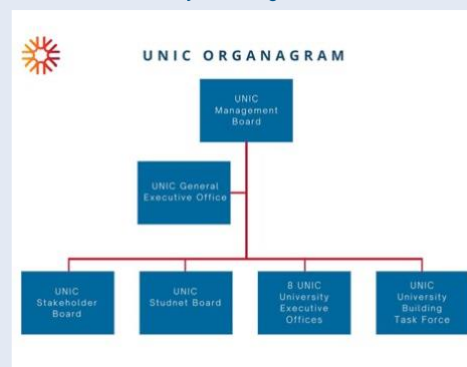 UNIC ORGANAGRAM
UNIC
Management
Board
UNIC General
Executive Office
UNIC
Stakeholder
Board
UNIC
Studnet Board
8 UNIC
University
Executive
Offices
UNIC
University
Building
Task Force